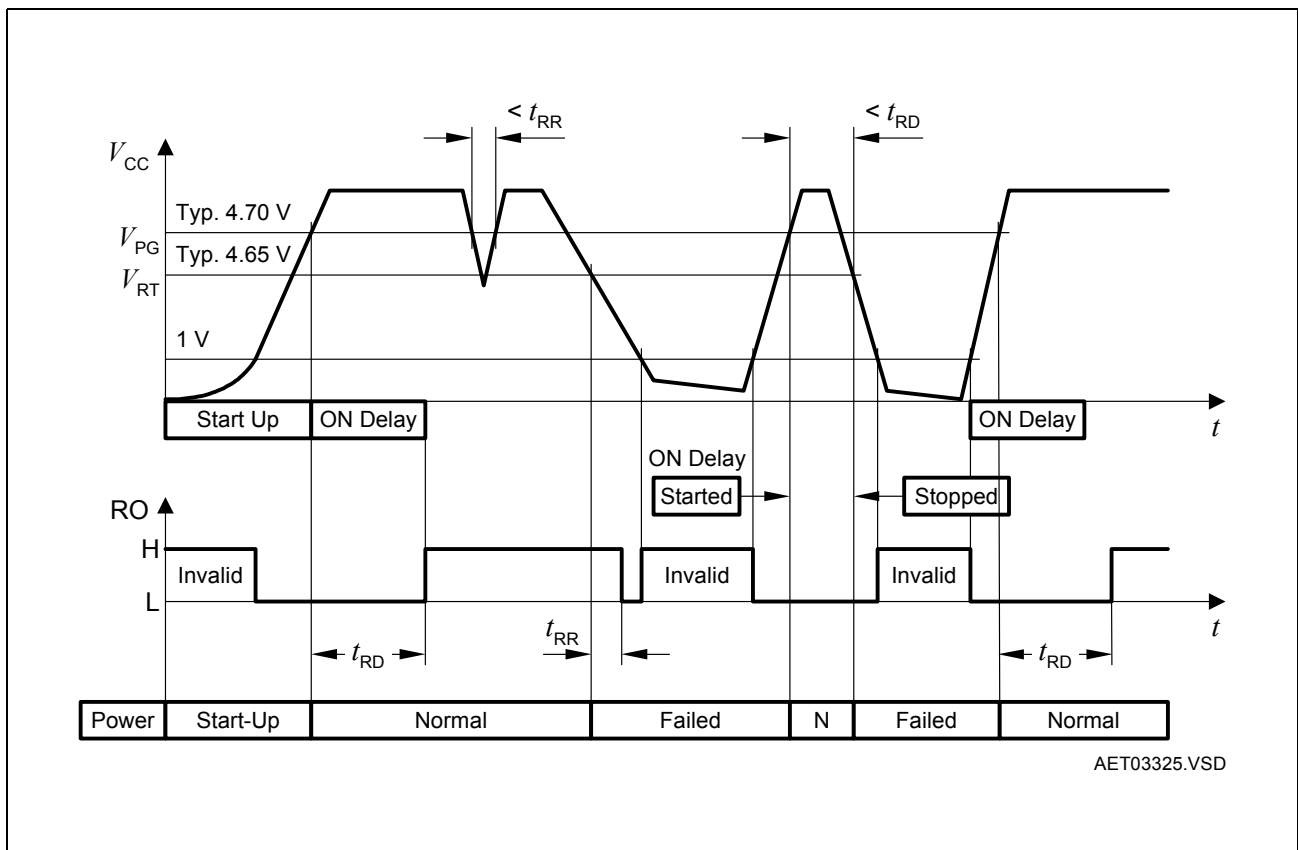 < tRR
< tRD
VCC
Typ. 4.70 V
VPG
Typ. 4.65 V
VRT
1 V
Start Up
ON Delay
ON Delay
t
ON Delay
Started
Stopped
RO
H
Invalid
Invalid
Invalid
L
t
tRD
tRR
tRD
Power
Start-Up
Normal
Failed
N
Failed
Normal
AET03325.VSD